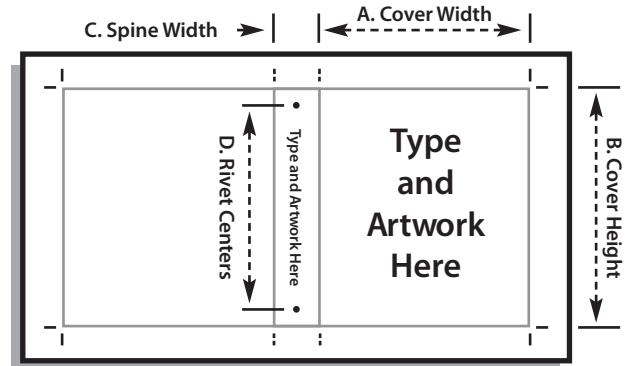 A. Cover Width
C. Spine Width
D. Rivet Centers
Type and Artwork Here
Type
and
Artwork
Here
B. Cover Height